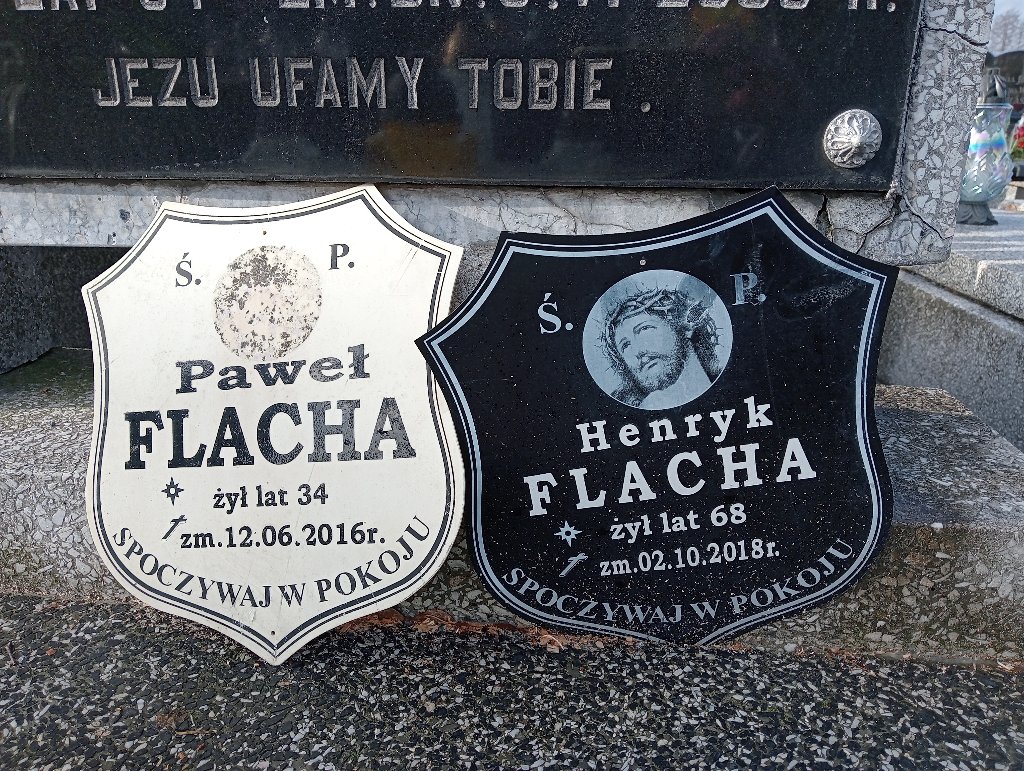 JEZU UFAMY TOBIE .
Ś. P.
Paweł
FLACHA
żył lat 34
zm.12.06.2016r.
SPOCZYWAJ W POKOJU
Ś. P.
Henryk
FLACHA
żył lat 68
zm.02.10.2018r.
SPOCZYWAJ W POKOJU